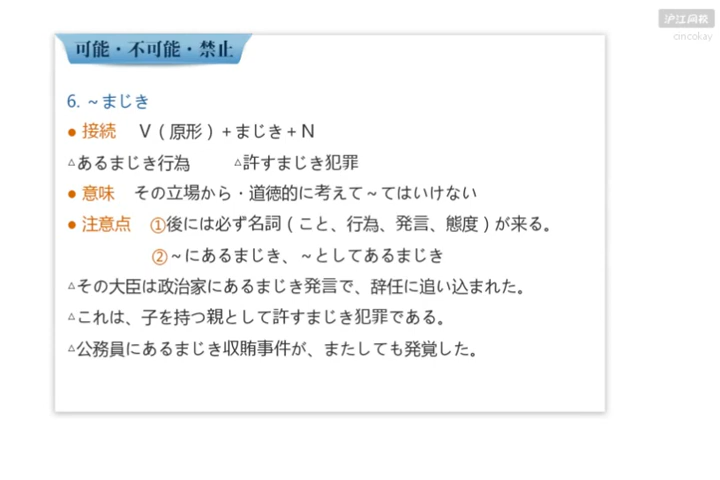 沪江网校
cincokay
可能・不可能・禁止
6. ～まじき
● 接続 V（原形）＋まじき＋N
△あるまじき行為 △許すまじき犯罪
● 意味 その立場から・道徳的に考えて～てはいけない
● 注意点 ①後には必ず名詞（こと、行為、発言、態度）が来る。
②～にあるまじき、～としてあるまじき
△その大臣は政治家にあるまじき発言で、辞任に追い込まれた。
△これは、子を持つ親として許すまじき犯罪である。
△公務員にあるまじき収賄事件が、またしても発覚した。